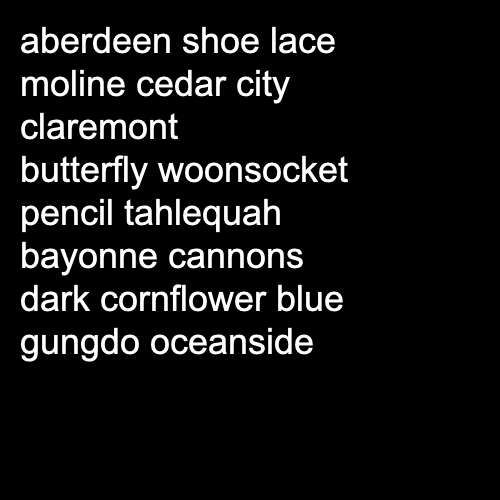 aberdeen shoe lace
moline cedar city
claremont
butterfly woonsocket
pencil tahlequah
bayonne cannons
dark cornflower blue
gungdo oceanside